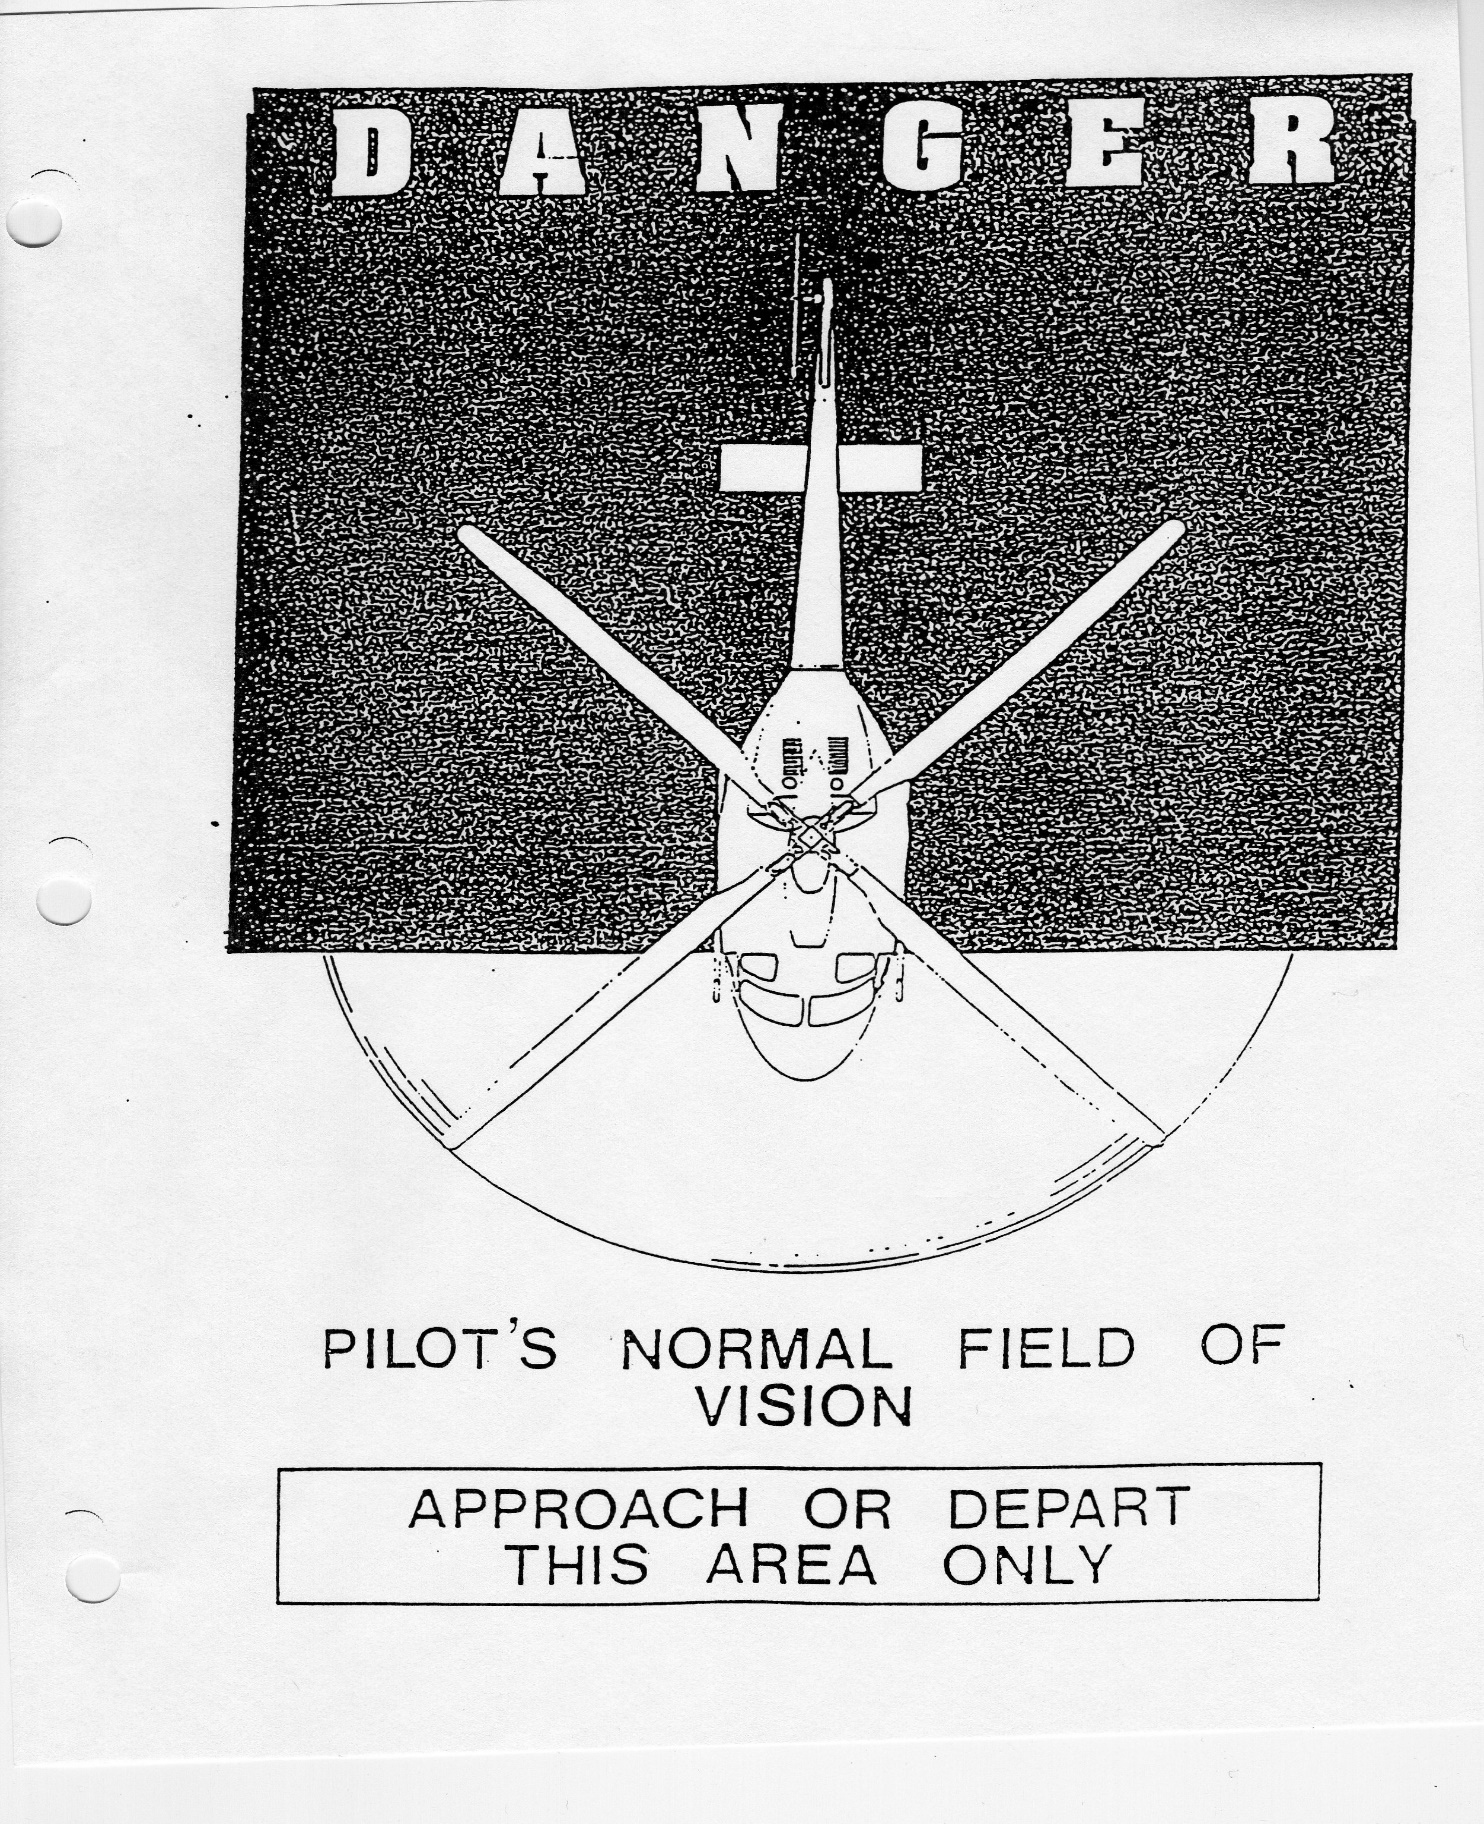 DANGER
PILOT'S NORMAL FIELD OF
VISION
APPROACH OR DEPART
THIS AREA ONLY